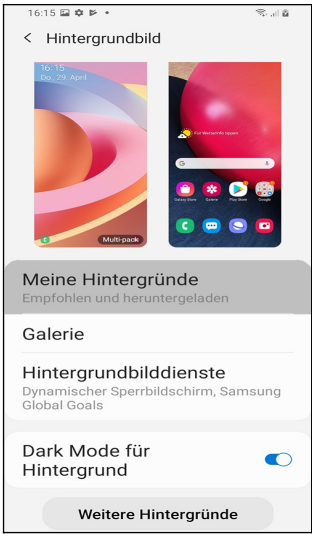 16:15
Hintergrundbild
16:15
Do., 29. April
Multi-pack
Für Wetterinfo tippen
G
Galaxy Store
Galerie
Play Store
Google
Meine Hintergründe
Empfohlen und heruntergeladen
Galerie
Hintergrundbilddienste
Dynamischer Sperrbildschirm, Samsung
Global Goals
Dark Mode für
Hintergrund
Weitere Hintergründe